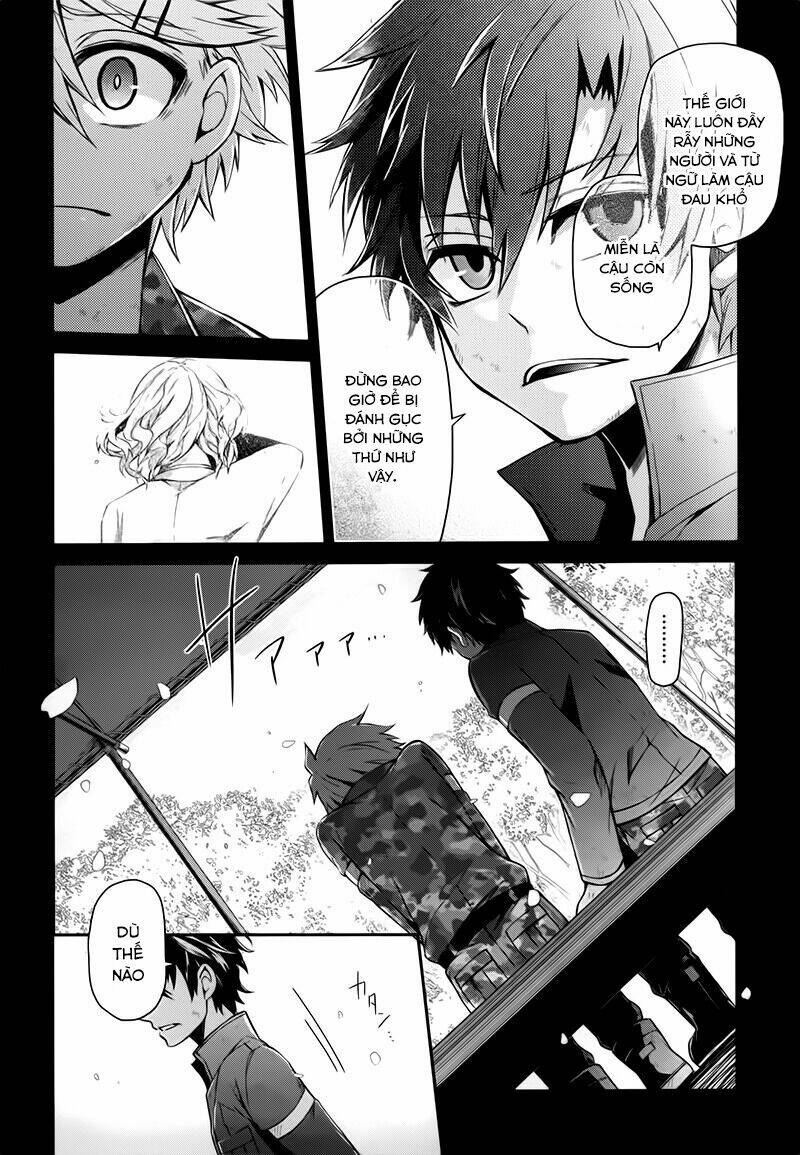 THẾ GIỚI
NÀY LUÔN ĐẦY
RẪY NHỮNG
NGƯỜI VÀ TỪ
NGỮ LÀM CẬU
ĐAU KHỔ
MIỄN LÀ
CẬU CÒN
SỐNG
ĐỪNG BAO
GIỜ ĐỂ BỊ
ĐÁNH GỤC
BỞI NHỮNG
THỨ NHƯ
VẬY.
.........
アァァ...
DÙ
THẾ
NÀO
カタン